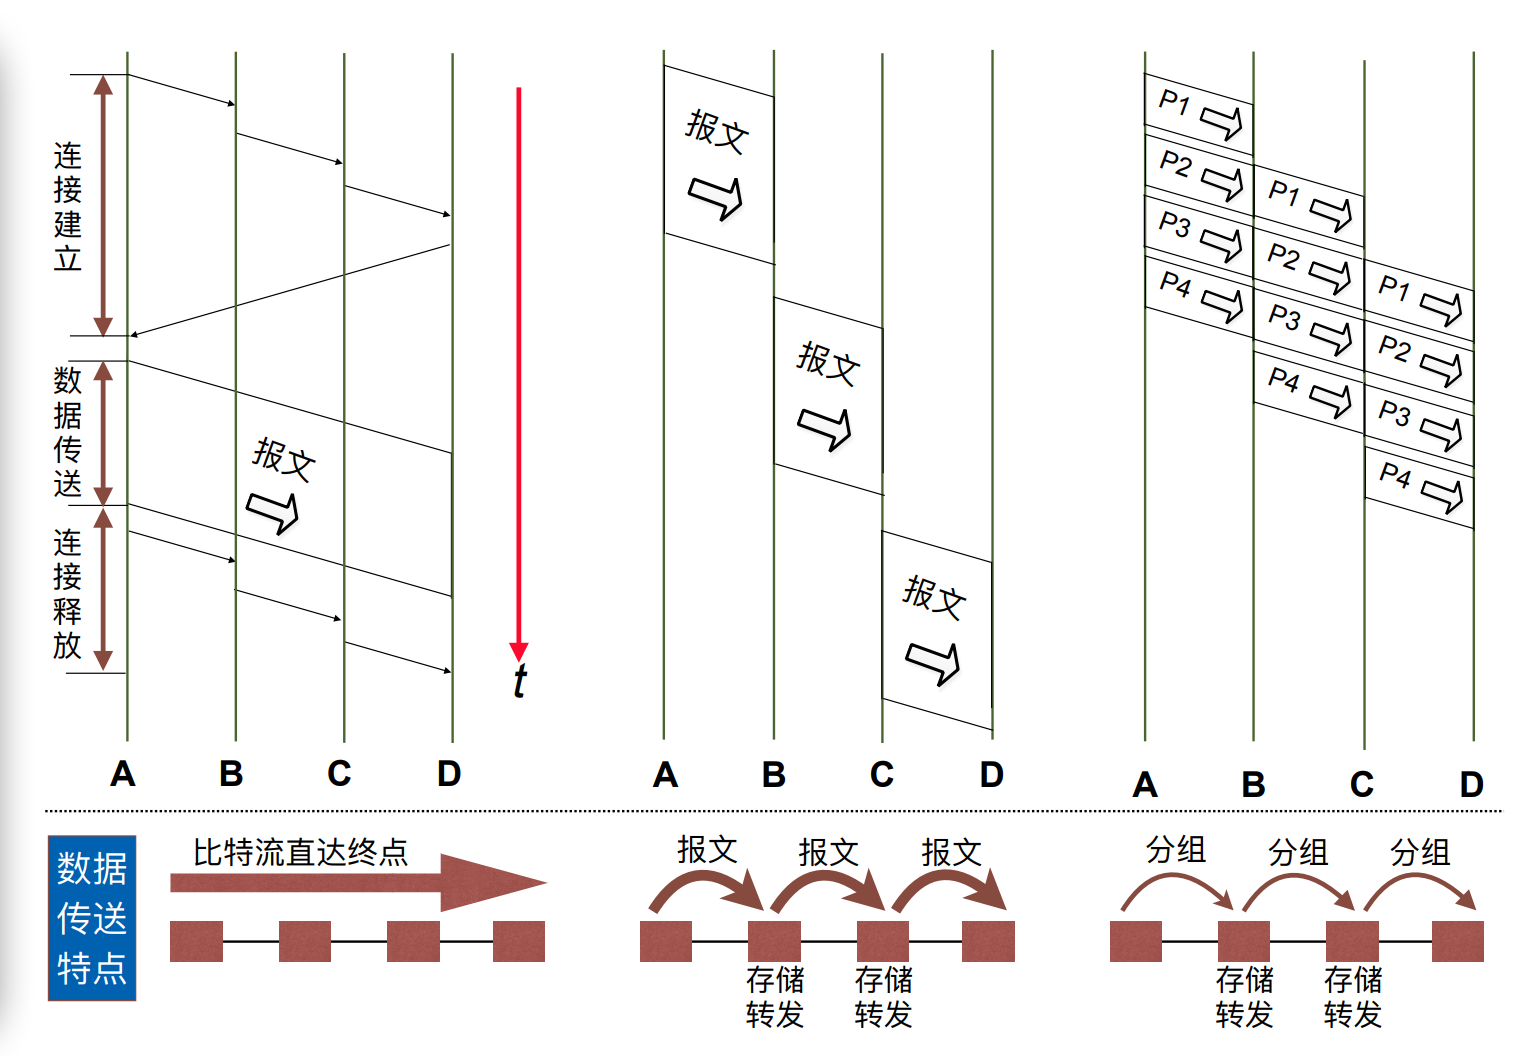 连接建立
数据传送
连接释放
报文
t
A B C D
报文
报文
报文
A B C D
P1
P2 P1
P3 P2 P1
P4 P3 P2
P4 P3
P4
A B C D
数据
传送
特点
比特流直达终点
报文 报文 报文
存储 存储
转发 转发
分组 分组 分组
存储 存储
转发 转发